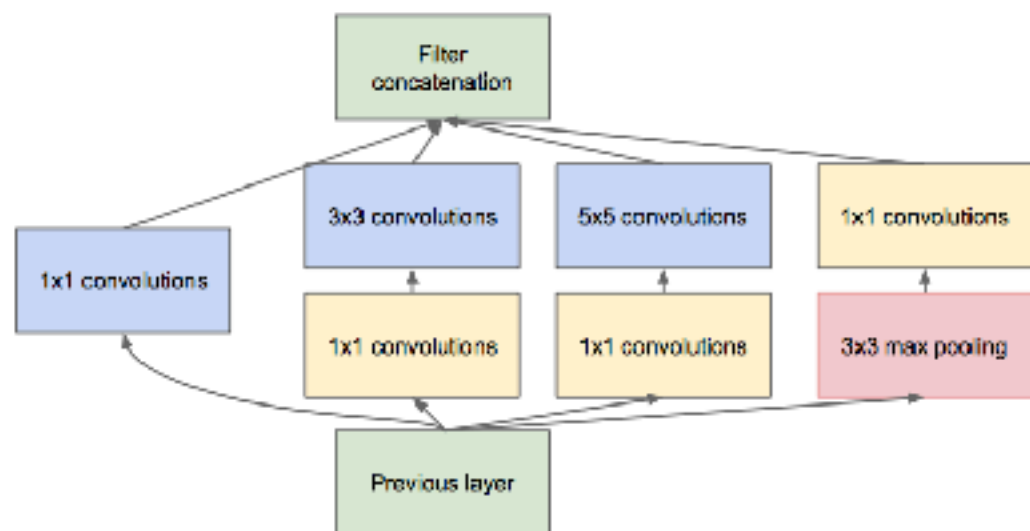 Filter
concatenation
3x3 convolutions
5x5 convolutions
1x1 convolutions
1x1 convolutions
1x1 convolutions
1x1 convolutions
3x3 max pooling
Previous layer